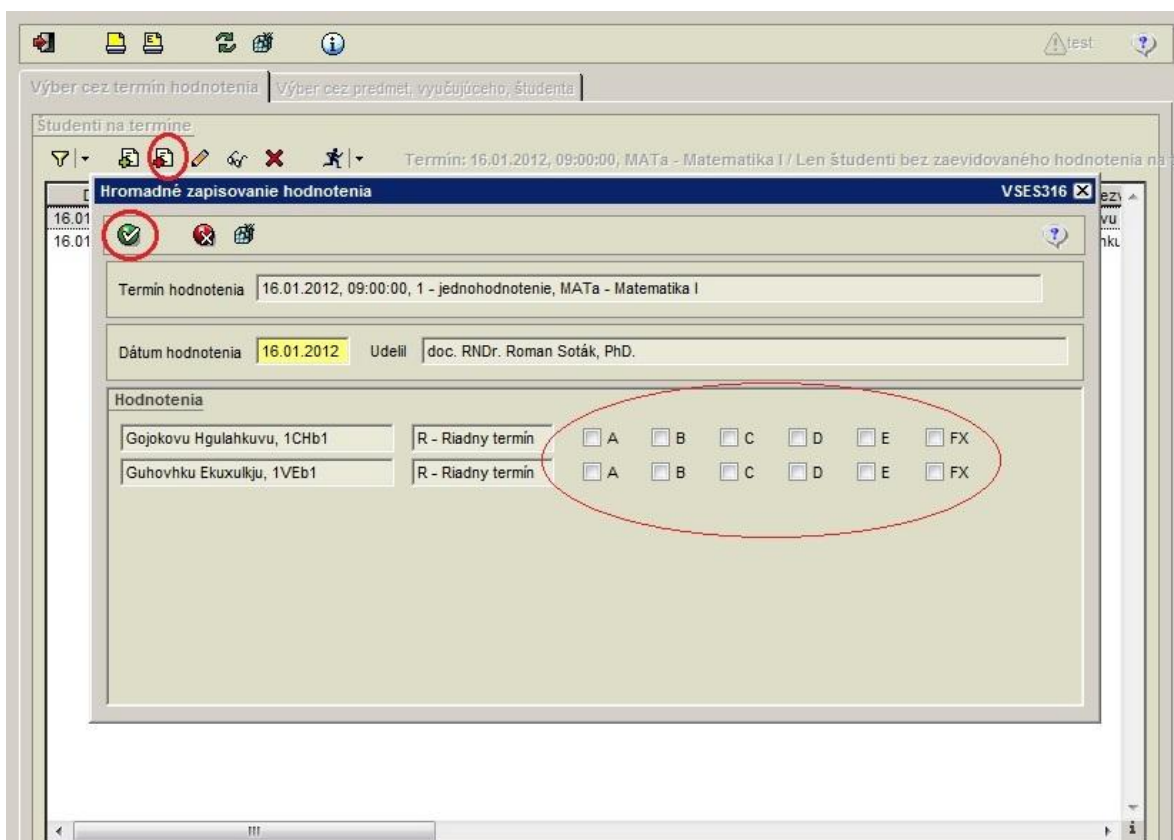 test
Výber cez termín hodnotenia Výber cez predmet, vyučujúceho, študenta
Študenti na termíne
Termín: 16.01.2012, 09:00:00, MATa - Matematika I / Len študenti bez zaevidovaného hodnotenia na
Hromadné zapisovanie hodnotenia VSES316
16.01
16.01
Termín hodnotenia 16.01.2012, 09:00:00, 1 - jednohodnotenie, MATa - Matematika I
Dátum hodnotenia 16.01.2012 Udelil doc. RNDr. Roman Soták, PhD.
Hodnotenia
Gojokovu Hgulahkuvu, 1CHb1 R - Riadny termín A B C D E FX
Guhovhku Ekuxulkju, 1VEb1 R - Riadny termín A B C D E FX